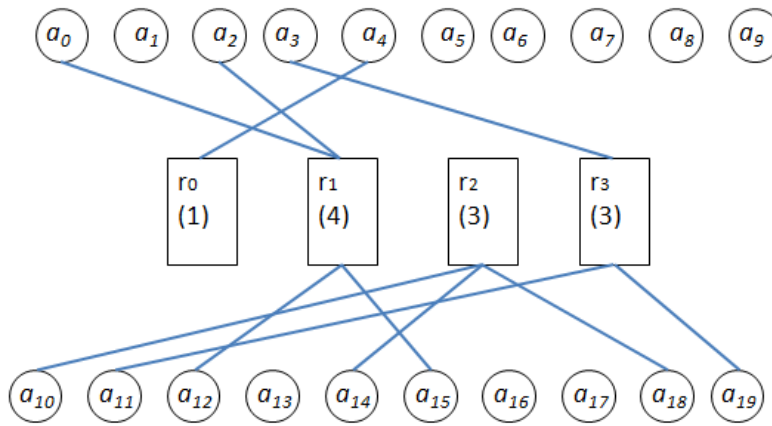 a0 a1 a2 a3 a4 a5 a6 a7 a8 a9
r0 r1 r2 r3
(1) (4) (3) (3)
a10 a11 a12 a13 a14 a15 a16 a17 a18 a19